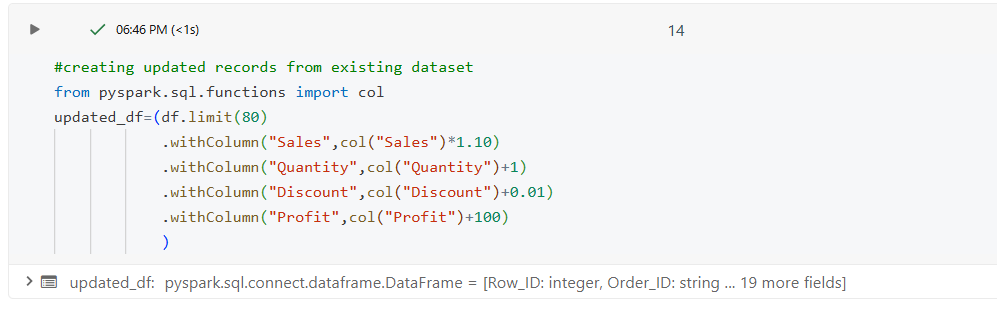 06:46 PM (<1s)
14
#creating updated records from existing dataset
from pyspark.sql.functions import col
updated_df=(df.limit(80)
.withColumn("Sales",col("Sales")*1.10)
.withColumn("Quantity",col("Quantity")+1)
.withColumn("Discount",col("Discount")+0.01)
.withColumn("Profit",col("Profit")+100)
)
updated_df: pyspark.sql.connect.dataframe.DataFrame = [Row_ID: integer, Order_ID: string ... 19 more fields]